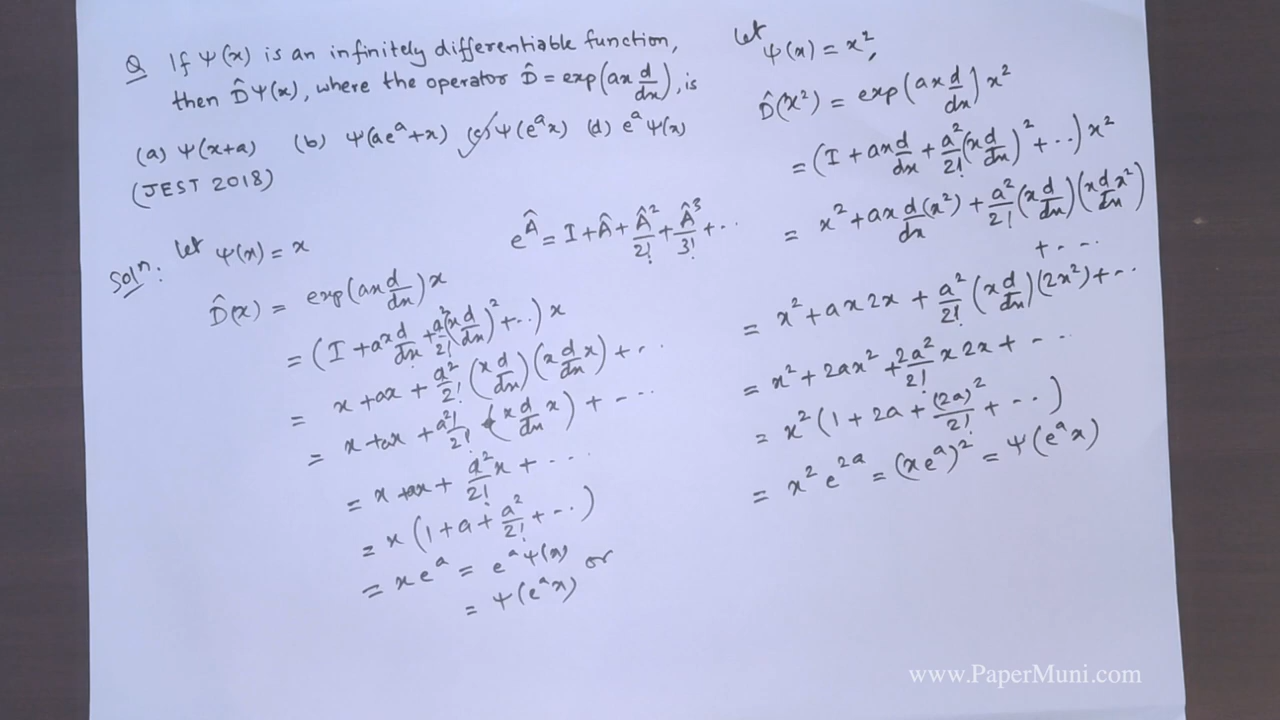 Q If Ψ(x) is an infinitely differentiable function,
then D̂Ψ(x), where the operator D̂ = exp(ax d/dx), is
(a) Ψ(x+a) (b) Ψ(ae^a+x) (c) Ψ(e^a x) (d) e^a Ψ(x)
(JEST 2018)
e^Â = I + Â + Â²/2! + Â³/3! + ..
Solⁿ: let Ψ(x) = x
D̂(x) = exp(ax d/dx) x
= (I + ax d/dx + a²/2! (x d/dx)² + ..) x
= x + ax + a²/2! (x d/dx)(x d/dx x) + ...
= x + ax + a²/2! (x d/dx x) + ---
= x + ax + a²/2! x + ---
= x (1 + a + a²/2! + --)
= x e^a = e^a Ψ(x) or
= Ψ(e^a x)
let Ψ(x) = x²,
D̂(x²) = exp(ax d/dx) x²
= (I + ax d/dx + a²/2! (x d/dx)² + ..) x²
= x² + ax d/dx (x²) + a²/2! (x d/dx)(x d/dx x²)
+ ---
= x² + ax 2x + a²/2! (x d/dx)(2x²) + ..
= x² + 2ax² + 2a²/2! x 2x + ---
= x² (1 + 2a + (2a)²/2! + ..)
= x² e^2a = (xe^a)² = Ψ(e^a x)
www.PaperMuni.com